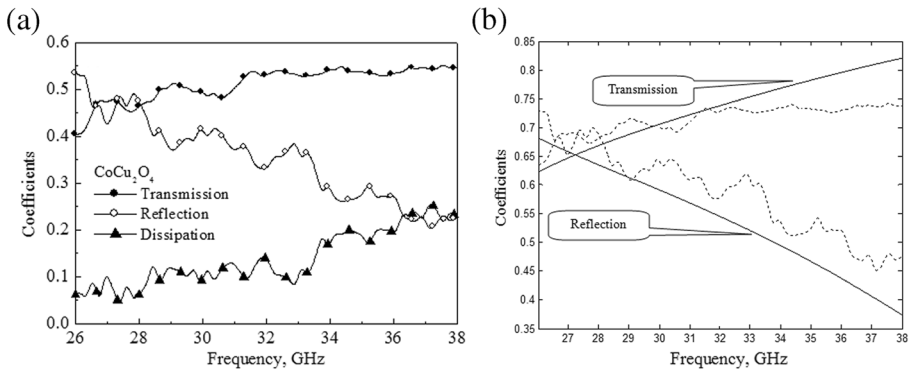 (a)
0.6
0.5
0.4
0.3
0.2
0.1
0.0
Coefficients
CoCu2O4
Transmission
Reflection
Dissipation
26 28 30 32 34 36 38
Frequency, GHz
(b)
0.85
0.8
0.75
0.7
0.65
0.6
0.55
0.5
0.45
0.4
0.35
Coefficients
Transmission
Reflection
27 28 29 30 31 32 33 34 35 36 37 38
Frequency, GHz